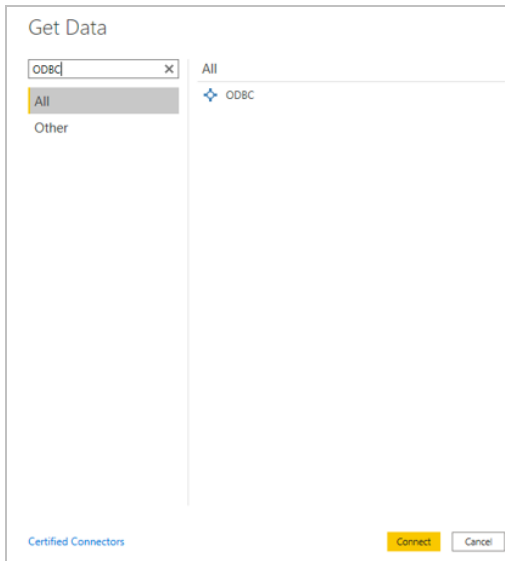 Get Data
ODBC
All
Other
All
ODBC
Certified Connectors
Connect
Cancel